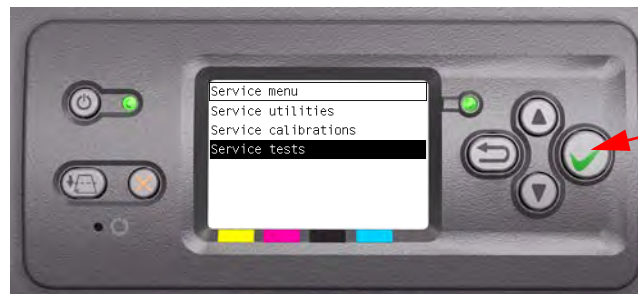 Service menu
Service utilities
Service calibrations
Service tests